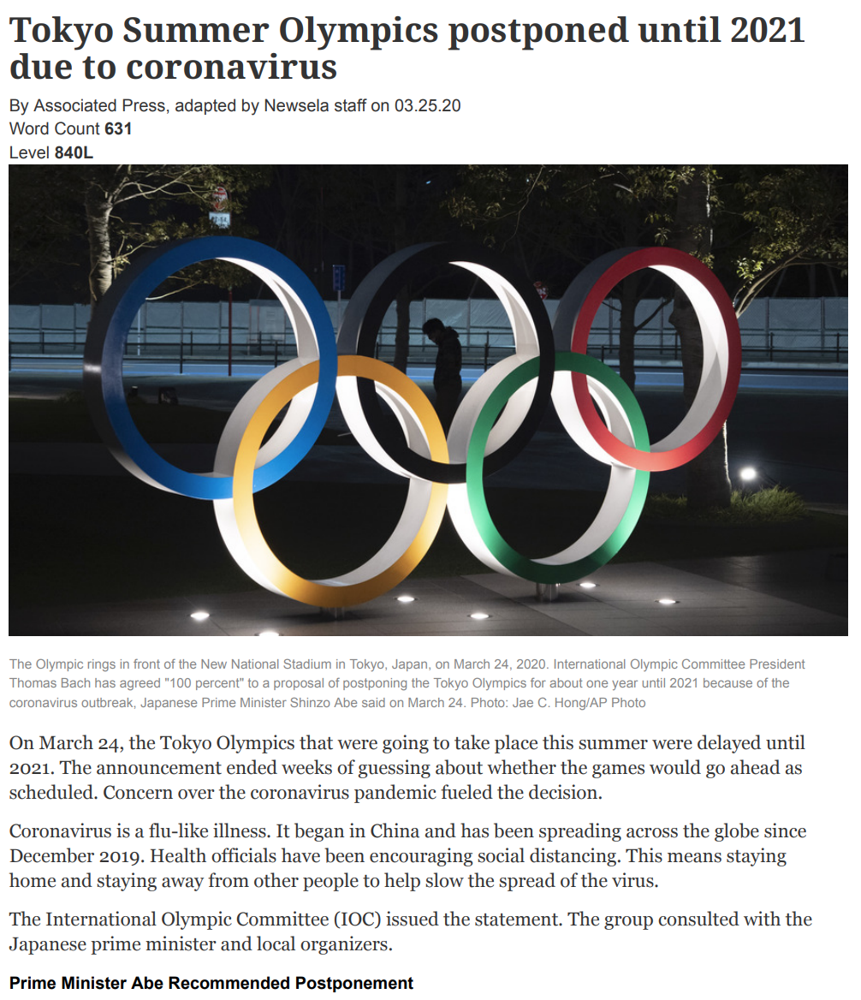 Tokyo Summer Olympics postponed until 2021
due to coronavirus
By Associated Press, adapted by Newsela staff on 03.25.20
Word Count 631
Level 840L
The Olympic rings in front of the New National Stadium in Tokyo, Japan, on March 24, 2020. International Olympic Committee President
Thomas Bach has agreed "100 percent" to a proposal of postponing the Tokyo Olympics for about one year until 2021 because of the
coronavirus outbreak, Japanese Prime Minister Shinzo Abe said on March 24. Photo: Jae C. Hong/AP Photo
On March 24, the Tokyo Olympics that were going to take place this summer were delayed until
2021. The announcement ended weeks of guessing about whether the games would go ahead as
scheduled. Concern over the coronavirus pandemic fueled the decision.
Coronavirus is a flu-like illness. It began in China and has been spreading across the globe since
December 2019. Health officials have been encouraging social distancing. This means staying
home and staying away from other people to help slow the spread of the virus.
The International Olympic Committee (IOC) issued the statement. The group consulted with the
Japanese prime minister and local organizers.
Prime Minister Abe Recommended Postponement